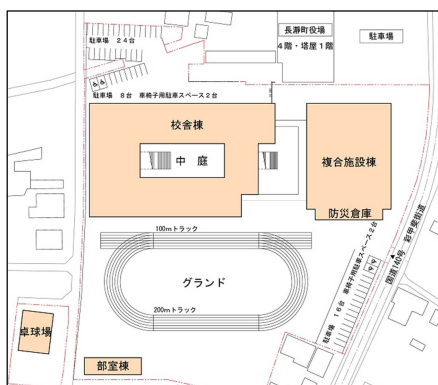 駐車場 24台
長瀞町役場
4階・塔屋1階
駐車場
駐車場 8台 車椅子用駐車スペース2台
校舎棟
中庭
複合施設棟
防災倉庫
100mトラック
グランド
200mトラック
駐車場 16台 車椅子用駐車スペース2台
国道140号 彩甲斐街道
卓球場
部室棟